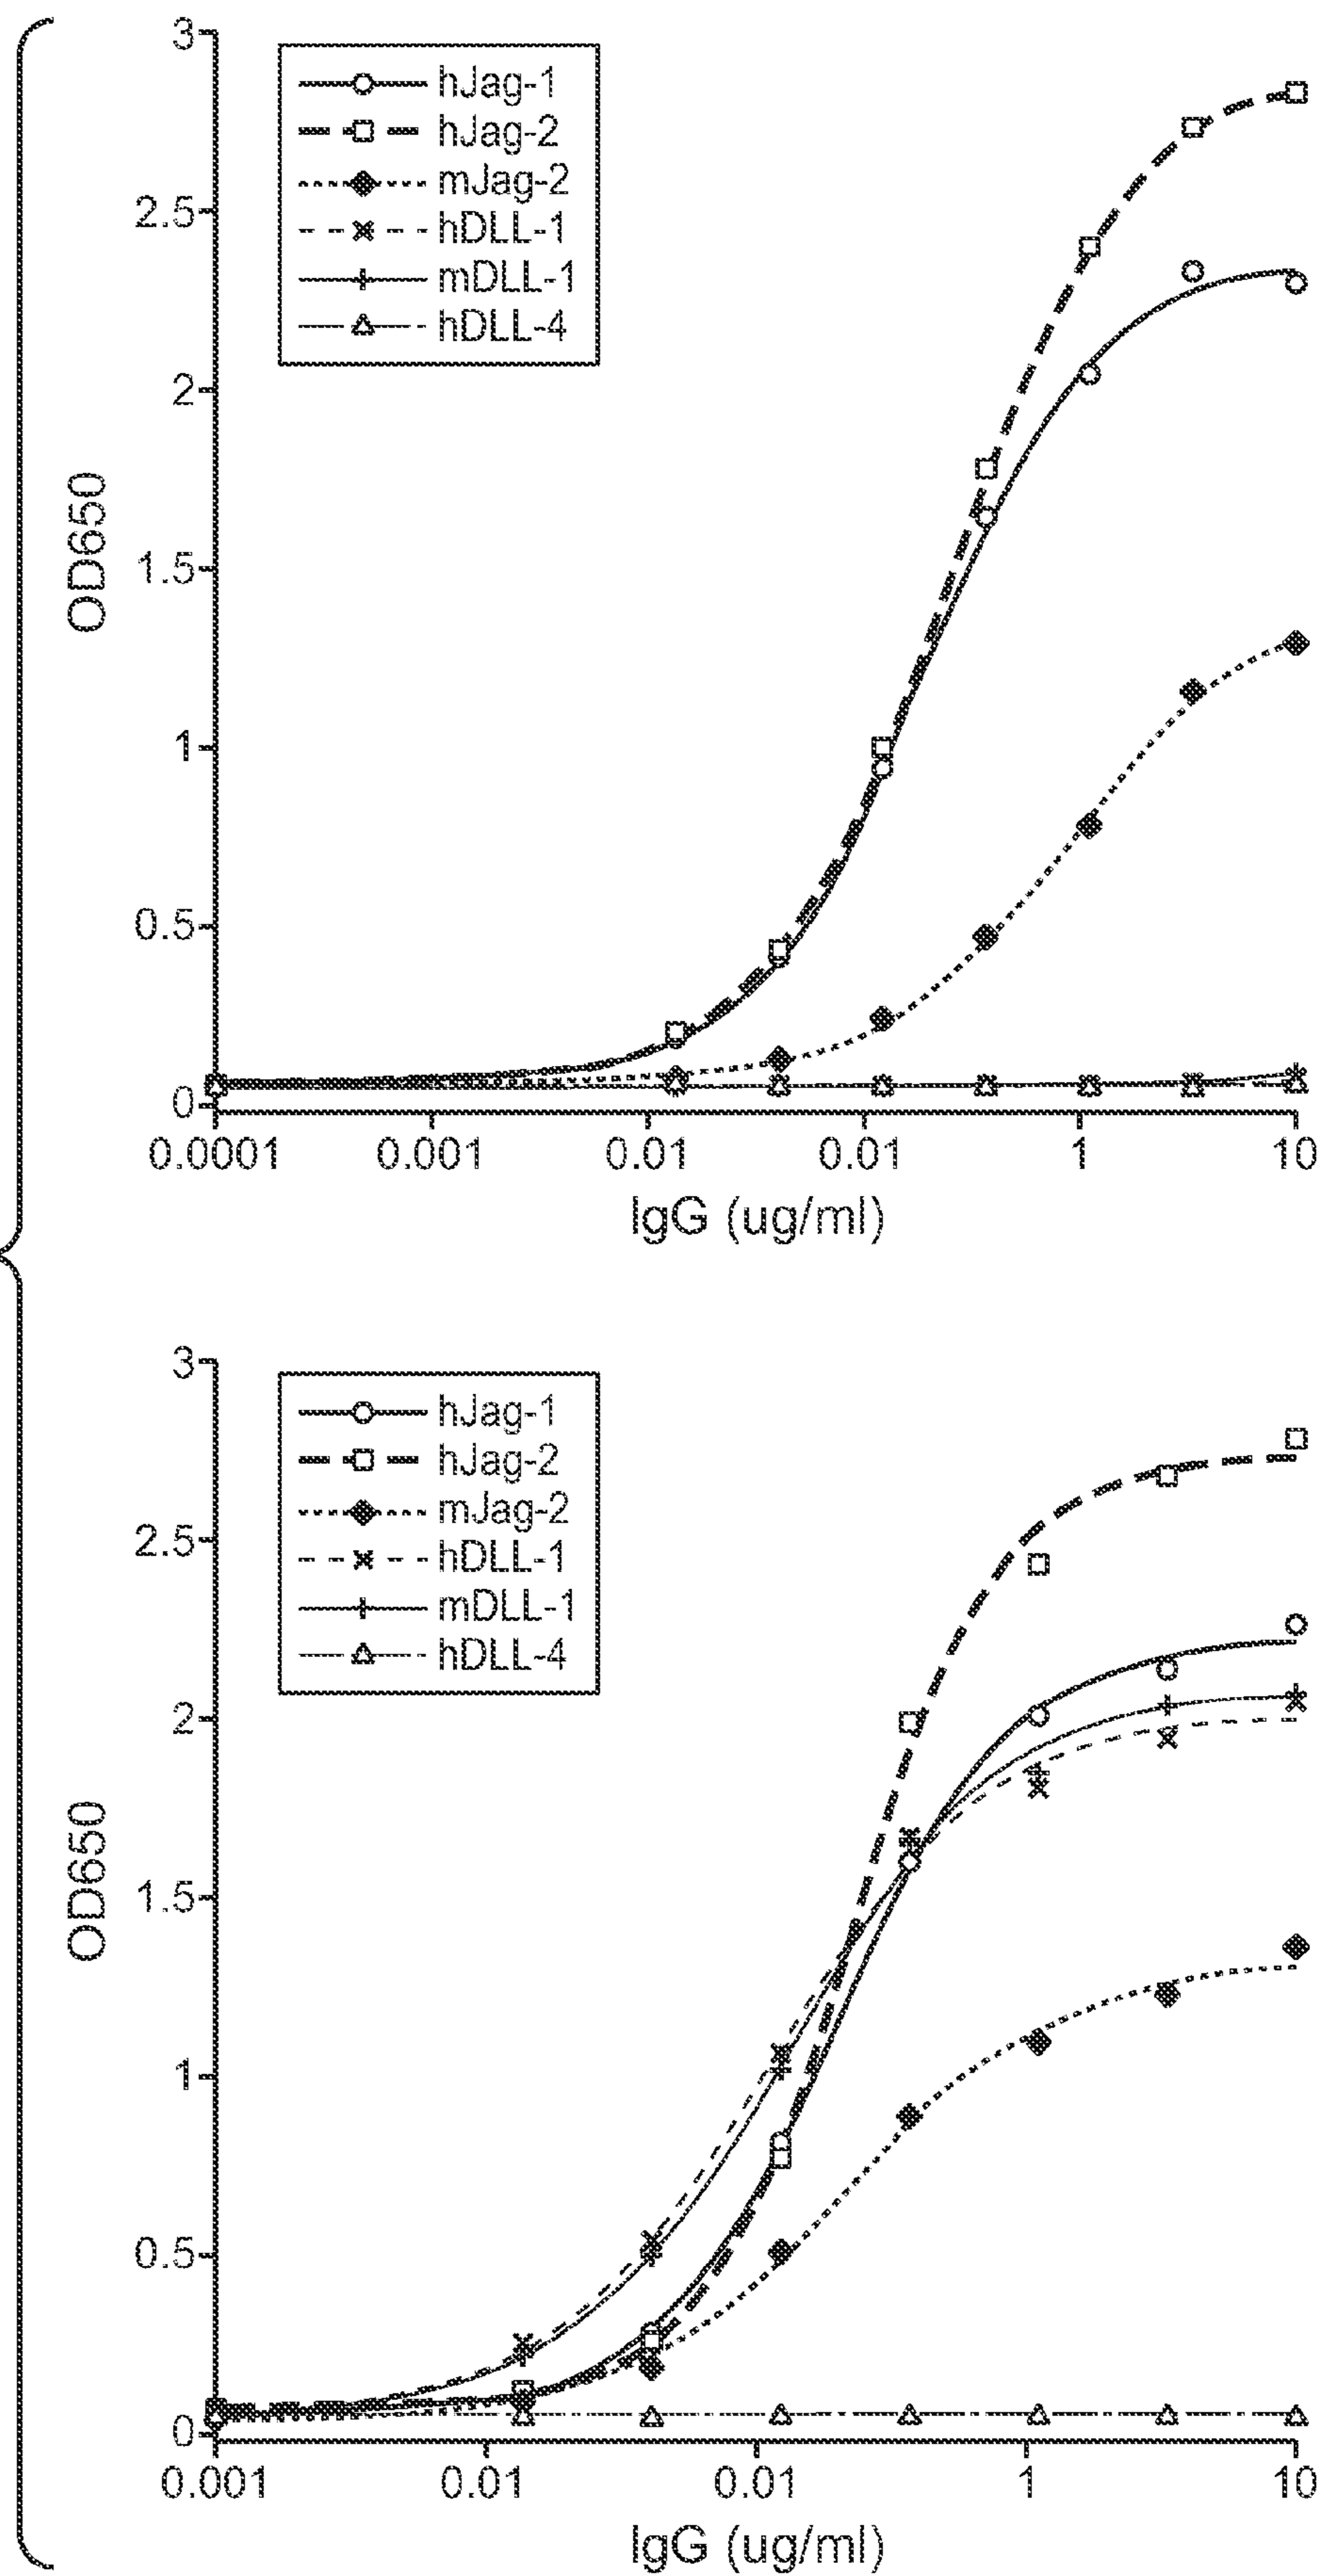 3
hJag-1
hJag-2
mJag-2
hDLL-1
mDLL-1
hDLL-4
2.5
2
OD650
1.5
1
0.5
0
0.0001 0.001 0.01 0.01 1 10
IgG (ug/ml)
3
hJag-1
hJag-2
mJag-2
hDLL-1
mDLL-1
hDLL-4
2.5
2
OD650
1.5
1
0.5
0
0.001 0.01 0.01 1 10
IgG (ug/ml)